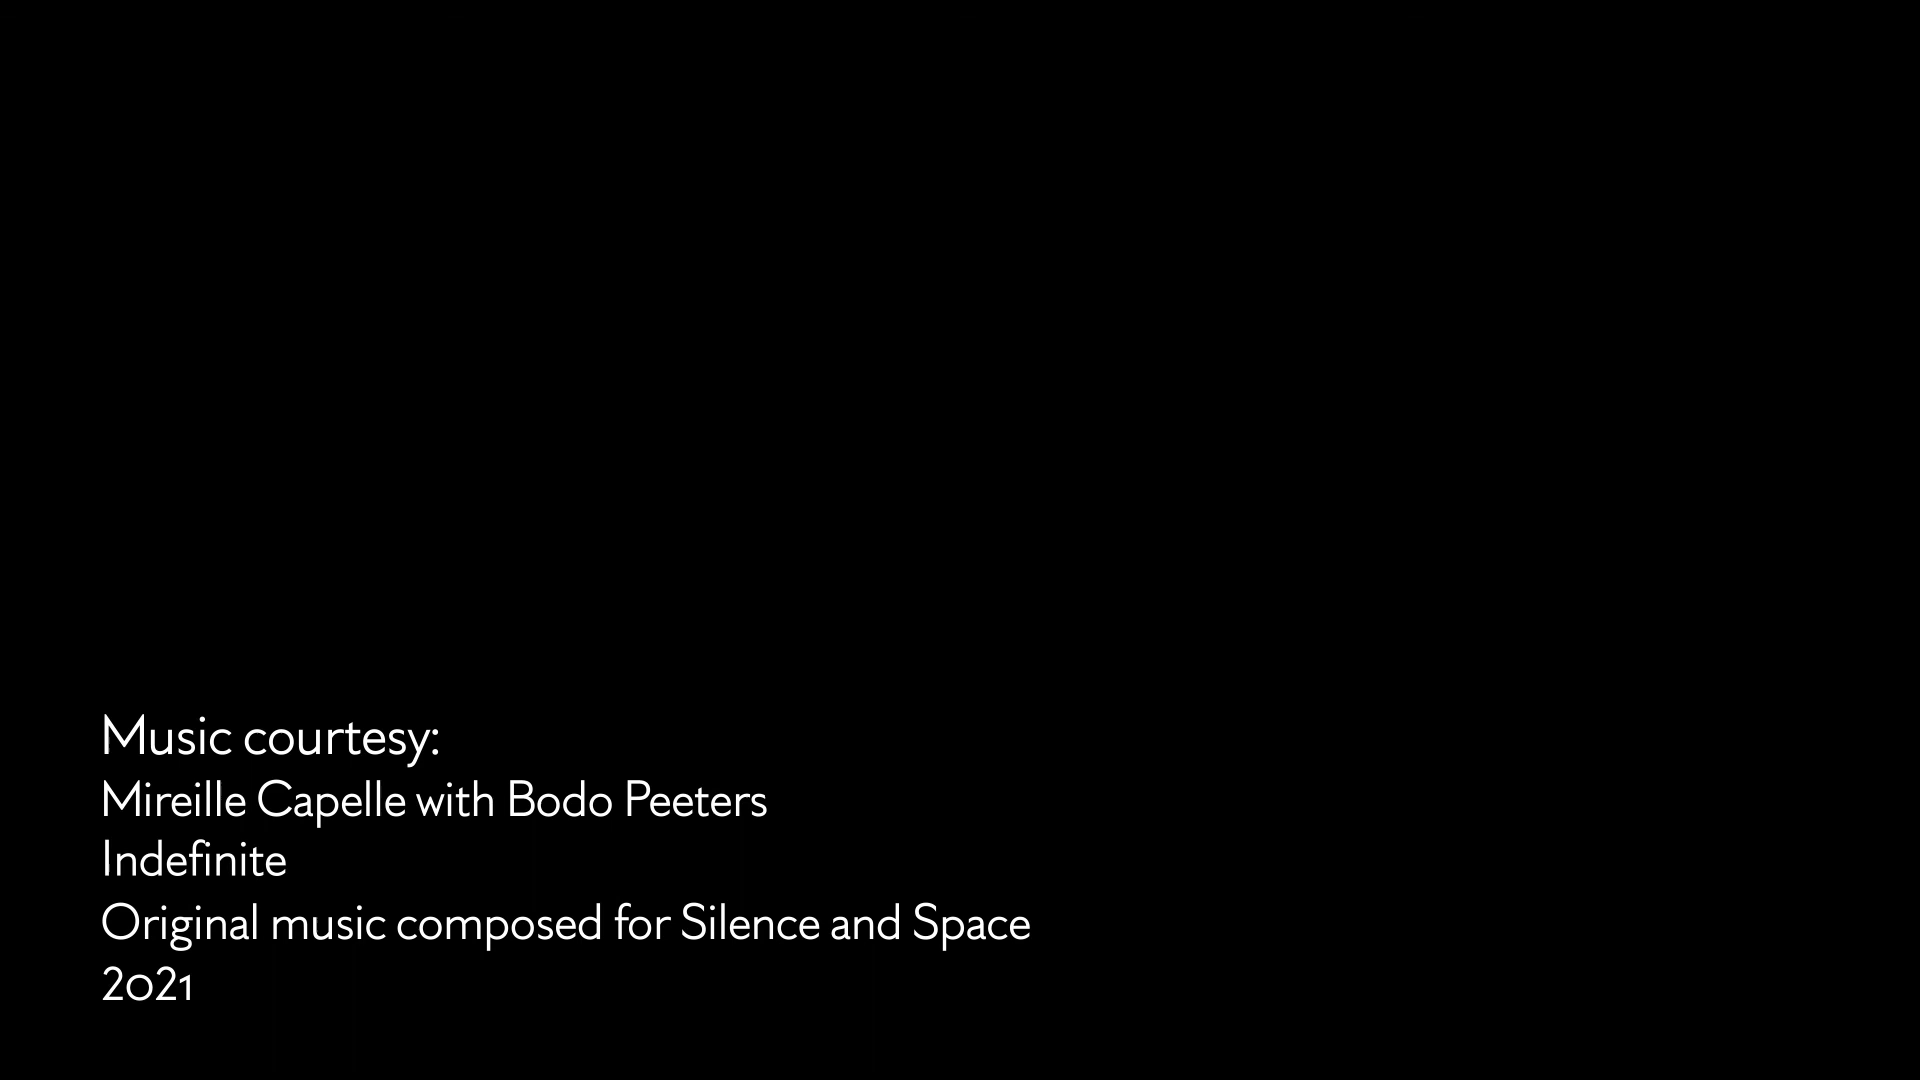 Music courtesy:
Mireille Capelle with Bodo Peeters
Indefinite
Original music composed for Silence and Space
2021